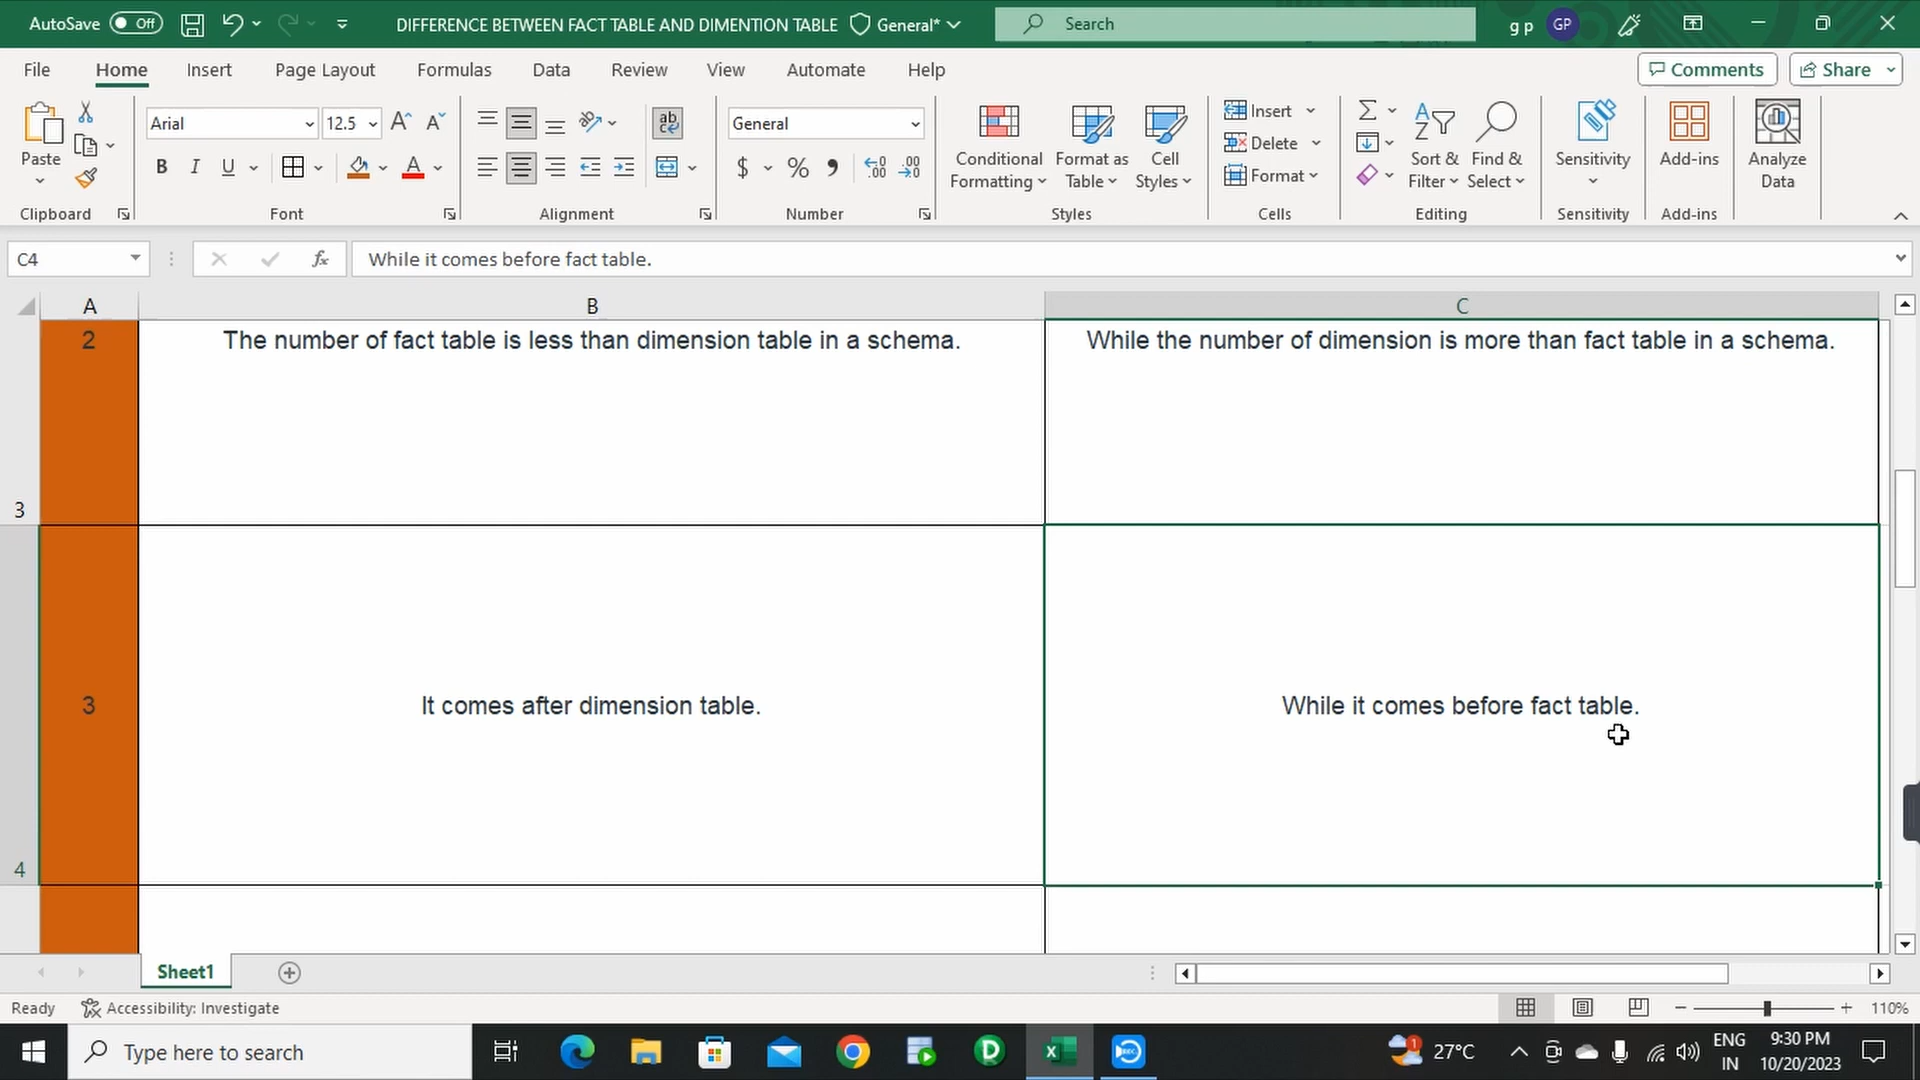 AutoSave Off DIFFERENCE BETWEEN FACT TABLE AND DIMENTION TABLE General* Search g p GP
File Home Insert Page Layout Formulas Data Review View Automate Help Comments Share
Paste
Clipboard
Arial 12.5
B I U A
Font
ab
Alignment
General
$ % ,
Number
Conditional Formatting
Format as Table
Cell Styles
Styles
Insert
Delete
Format
Cells
Sort & Filter
Find & Select
Editing
Sensitivity
Sensitivity
Add-ins
Add-ins
Analyze Data
C4 fx While it comes before fact table.
A B C
2 The number of fact table is less than dimension table in a schema. While the number of dimension is more than fact table in a schema.
3
3 It comes after dimension table. While it comes before fact table.
4
Sheet1
Ready Accessibility: Investigate 110%
Type here to search 27°C ENG 9:30 PM
IN 10/20/2023